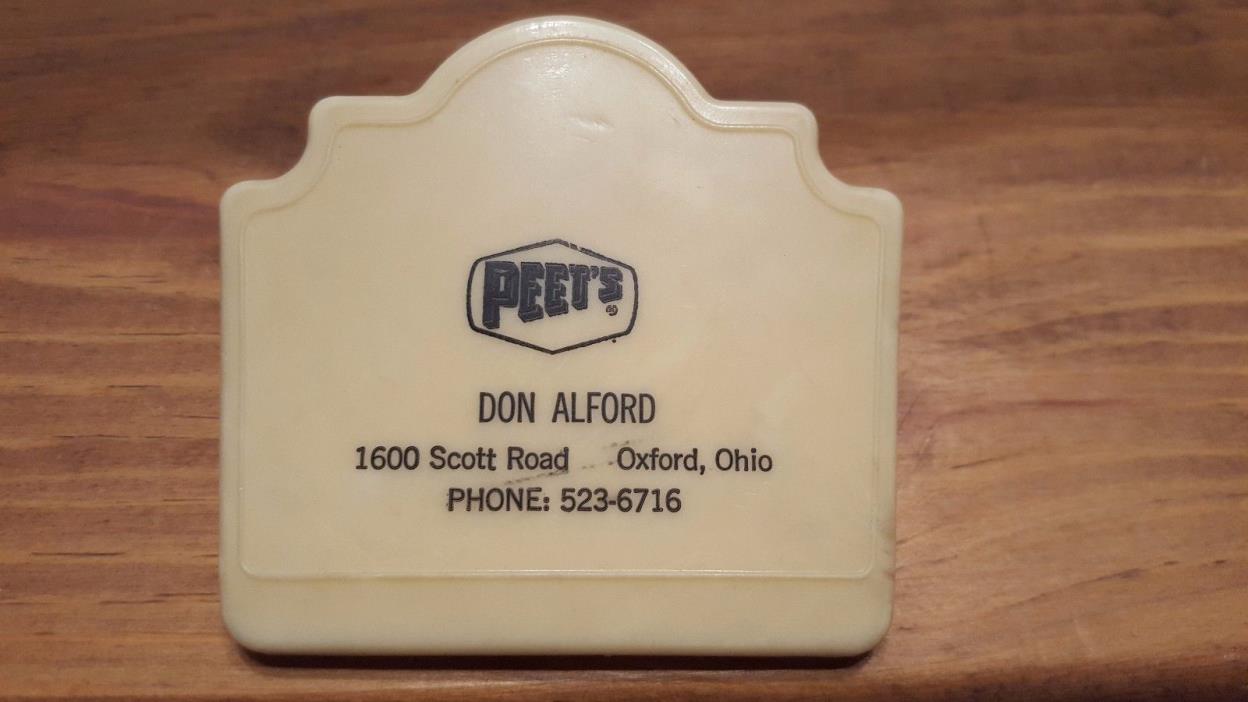 PEET'S ®
DON ALFORD
1600 Scott Road Oxford, Ohio
PHONE: 523-6716